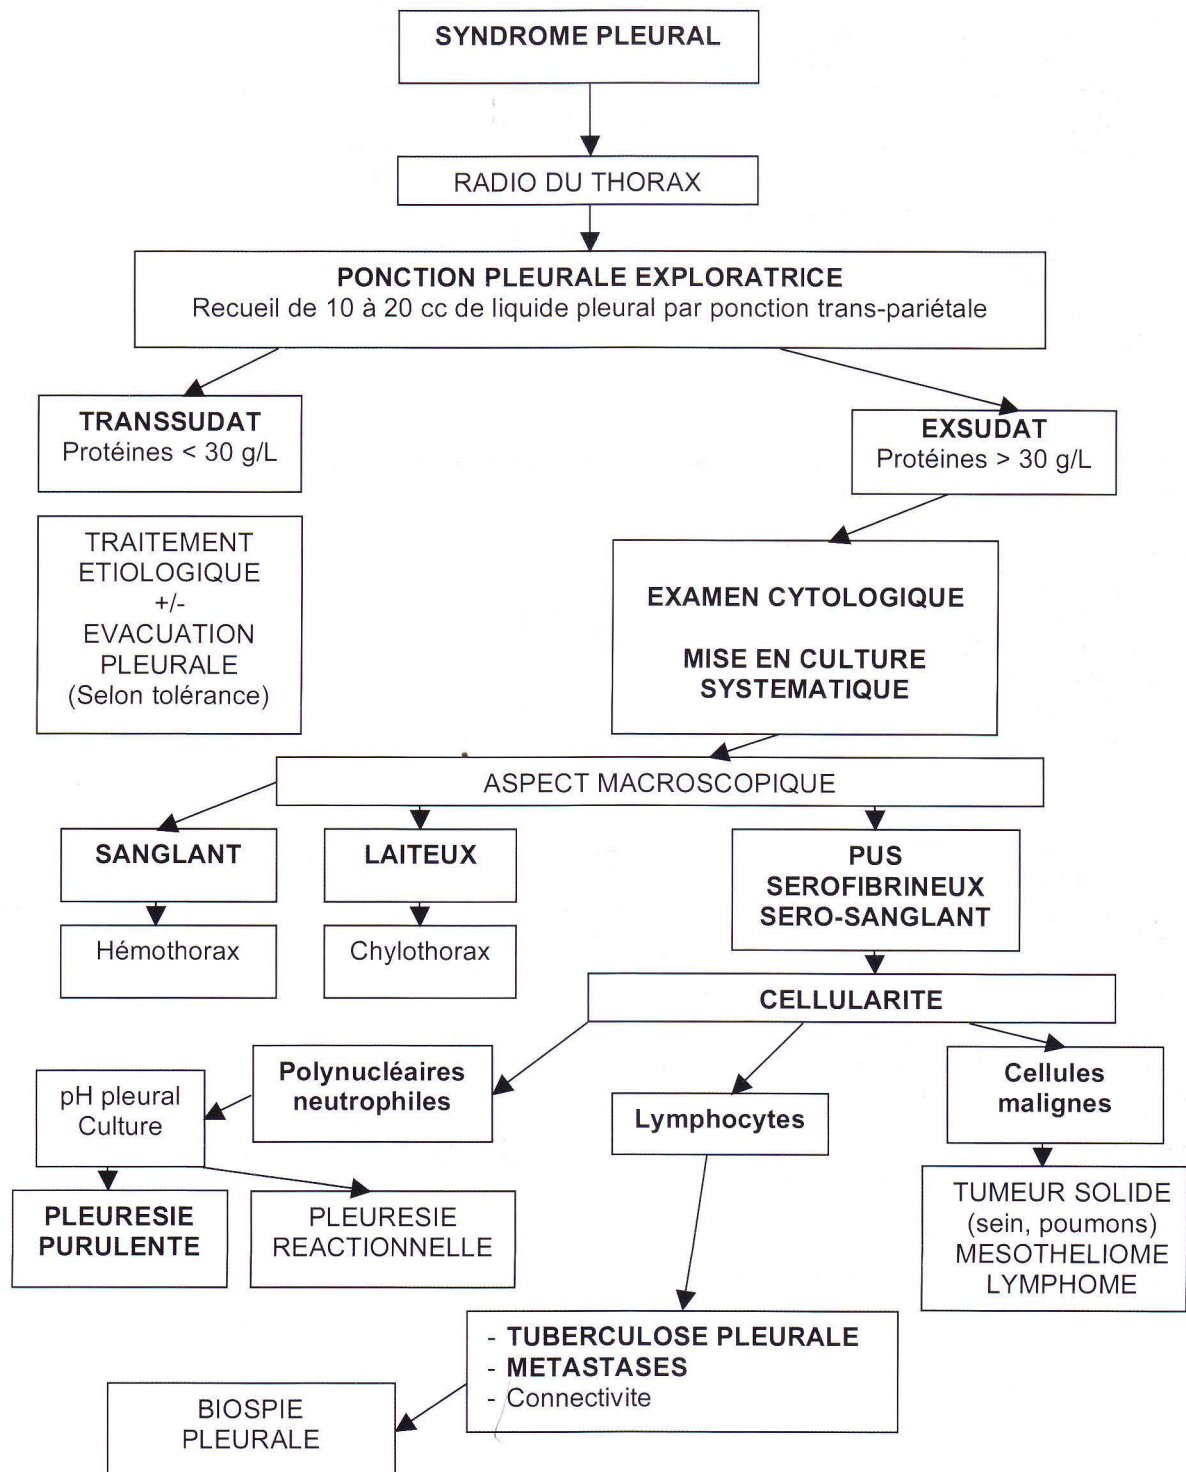 SYNDROME PLEURAL
RADIO DU THORAX
PONCTION PLEURALE EXPLORATRICE
Recueil de 10 à 20 cc de liquide pleural par ponction trans-pariétale
TRANSSUDAT
Protéines < 30 g/L
EXSUDAT
Protéines > 30 g/L
TRAITEMENT
ETIOLOGIQUE
+/-
EVACUATION
PLEURALE
(Selon tolérance)
EXAMEN CYTOLOGIQUE
MISE EN CULTURE
SYSTEMATIQUE
ASPECT MACROSCOPIQUE
SANGLANT
LAITEUX
PUS
SEROFIBRINEUX
SERO-SANGLANT
Hémothorax
Chylothorax
CELLULARITE
Polynucléaires
neutrophiles
Lymphocytes
Cellules
malignes
pH pleural
Culture
PLEURESIE
PURULENTE
PLEURESIE
REACTIONNELLE
TUMEUR SOLIDE
(sein, poumons)
MESOTHELIOME
LYMPHOME
- TUBERCULOSE PLEURALE
- METASTASES
- Connectivite
BIOSPIE
PLEURALE